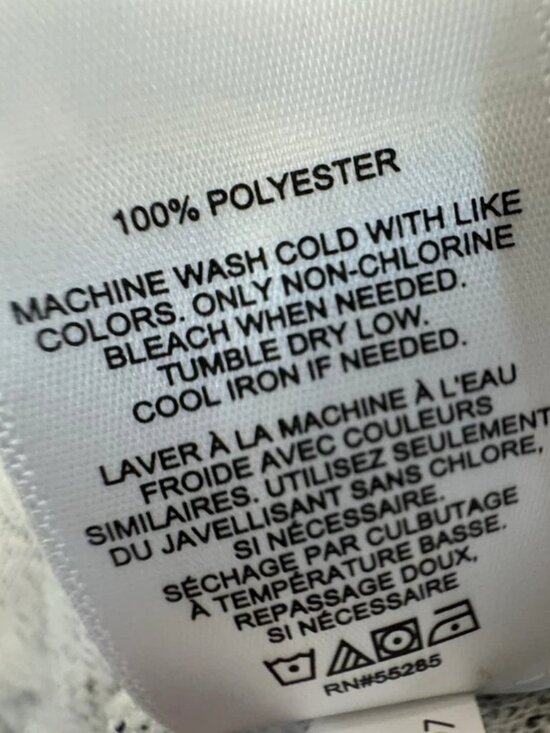 100% POLYESTER
MACHINE WASH COLD WITH LIKE
COLORS. ONLY NON-CHLORINE
BLEACH WHEN NEEDED.
TUMBLE DRY LOW.
COOL IRON IF NEEDED.
LAVER À LA MACHINE À L'EAU
FROIDE AVEC COULEURS
SIMILAIRES. UTILISEZ SEULEMENT
DU JAVELLISANT SANS CHLORE,
SI NÉCESSAIRE.
SÉCHAGE PAR CULBUTAGE
À TEMPÉRATURE BASSE.
REPASSAGE DOUX,
SI NÉCESSAIRE
RN#55285